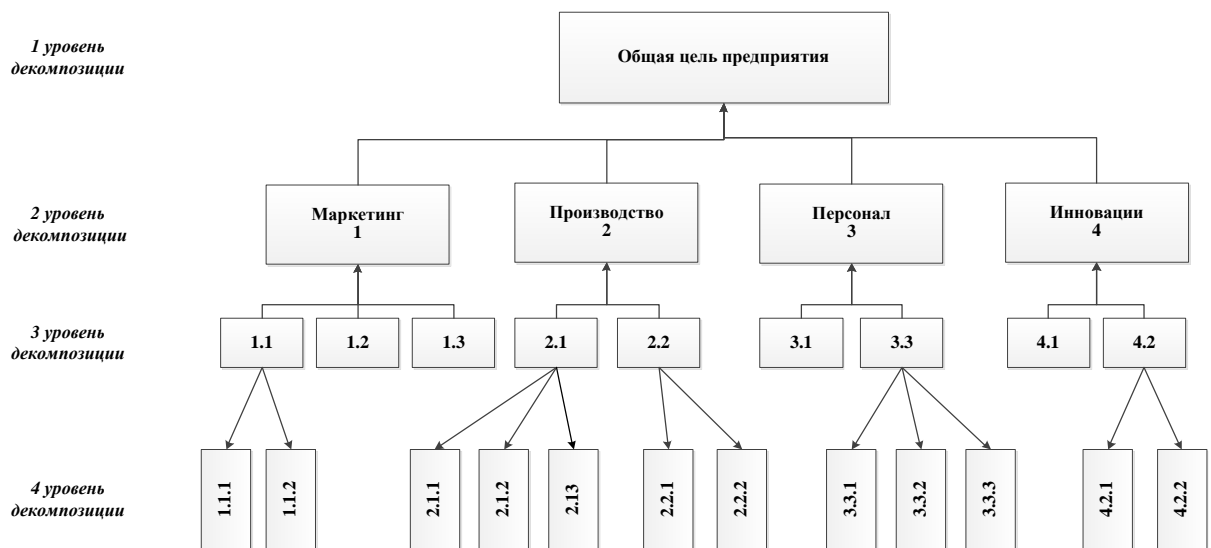 1 уровень
декомпозиции
Общая цель предприятия
2 уровень
декомпозиции
Маркетинг
1
Производство
2
Персонал
3
Инновации
4
3 уровень
декомпозиции
1.1
1.2
1.3
2.1
2.2
3.1
3.3
4.1
4.2
4 уровень
декомпозиции
1.1.1
1.1.2
2.1.1
2.1.2
2.13
2.2.1
2.2.2
3.3.1
3.3.2
3.3.3
4.2.1
4.2.2